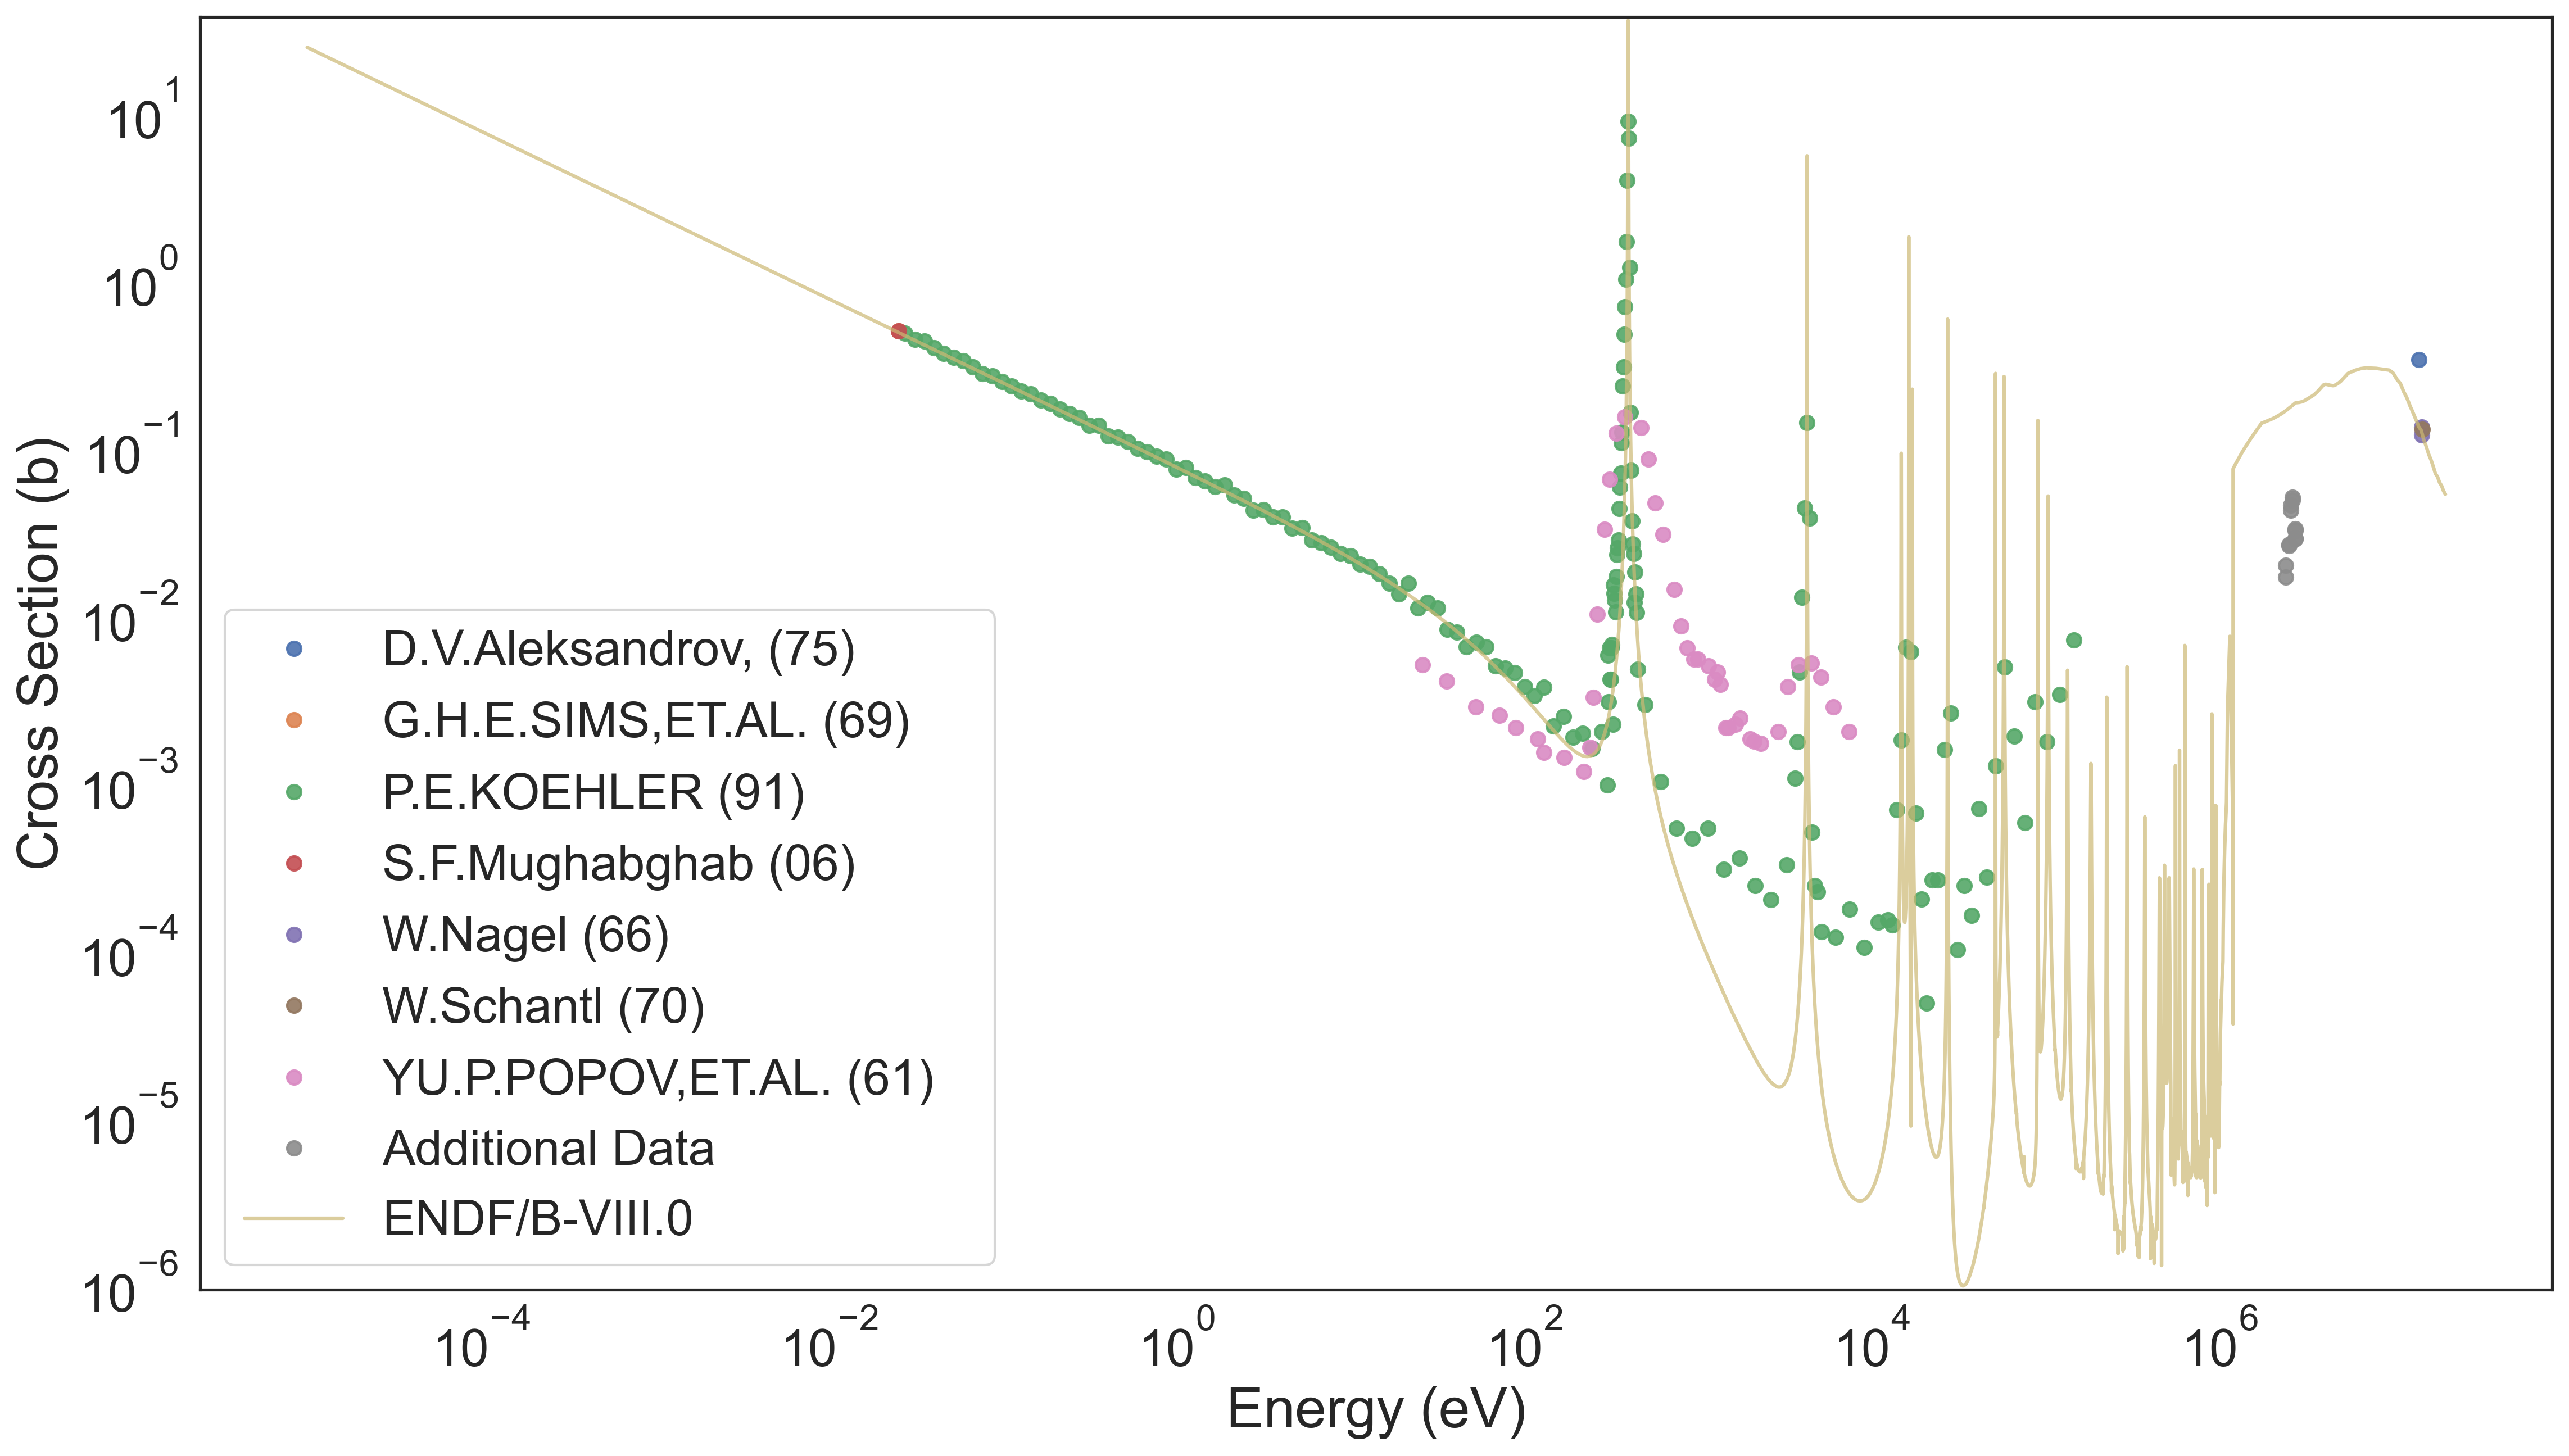 10^1
10^0
10^−1
10^−2
10^−3
10^−4
10^−5
10^−6
Cross Section (b)
D.V.Aleksandrov, (75)
G.H.E.SIMS,ET.AL. (69)
P.E.KOEHLER (91)
S.F.Mughabghab (06)
W.Nagel (66)
W.Schantl (70)
YU.P.POPOV,ET.AL. (61)
Additional Data
ENDF/B-VIII.0
10^−4 10^−2 10^0 10^2 10^4 10^6
Energy (eV)